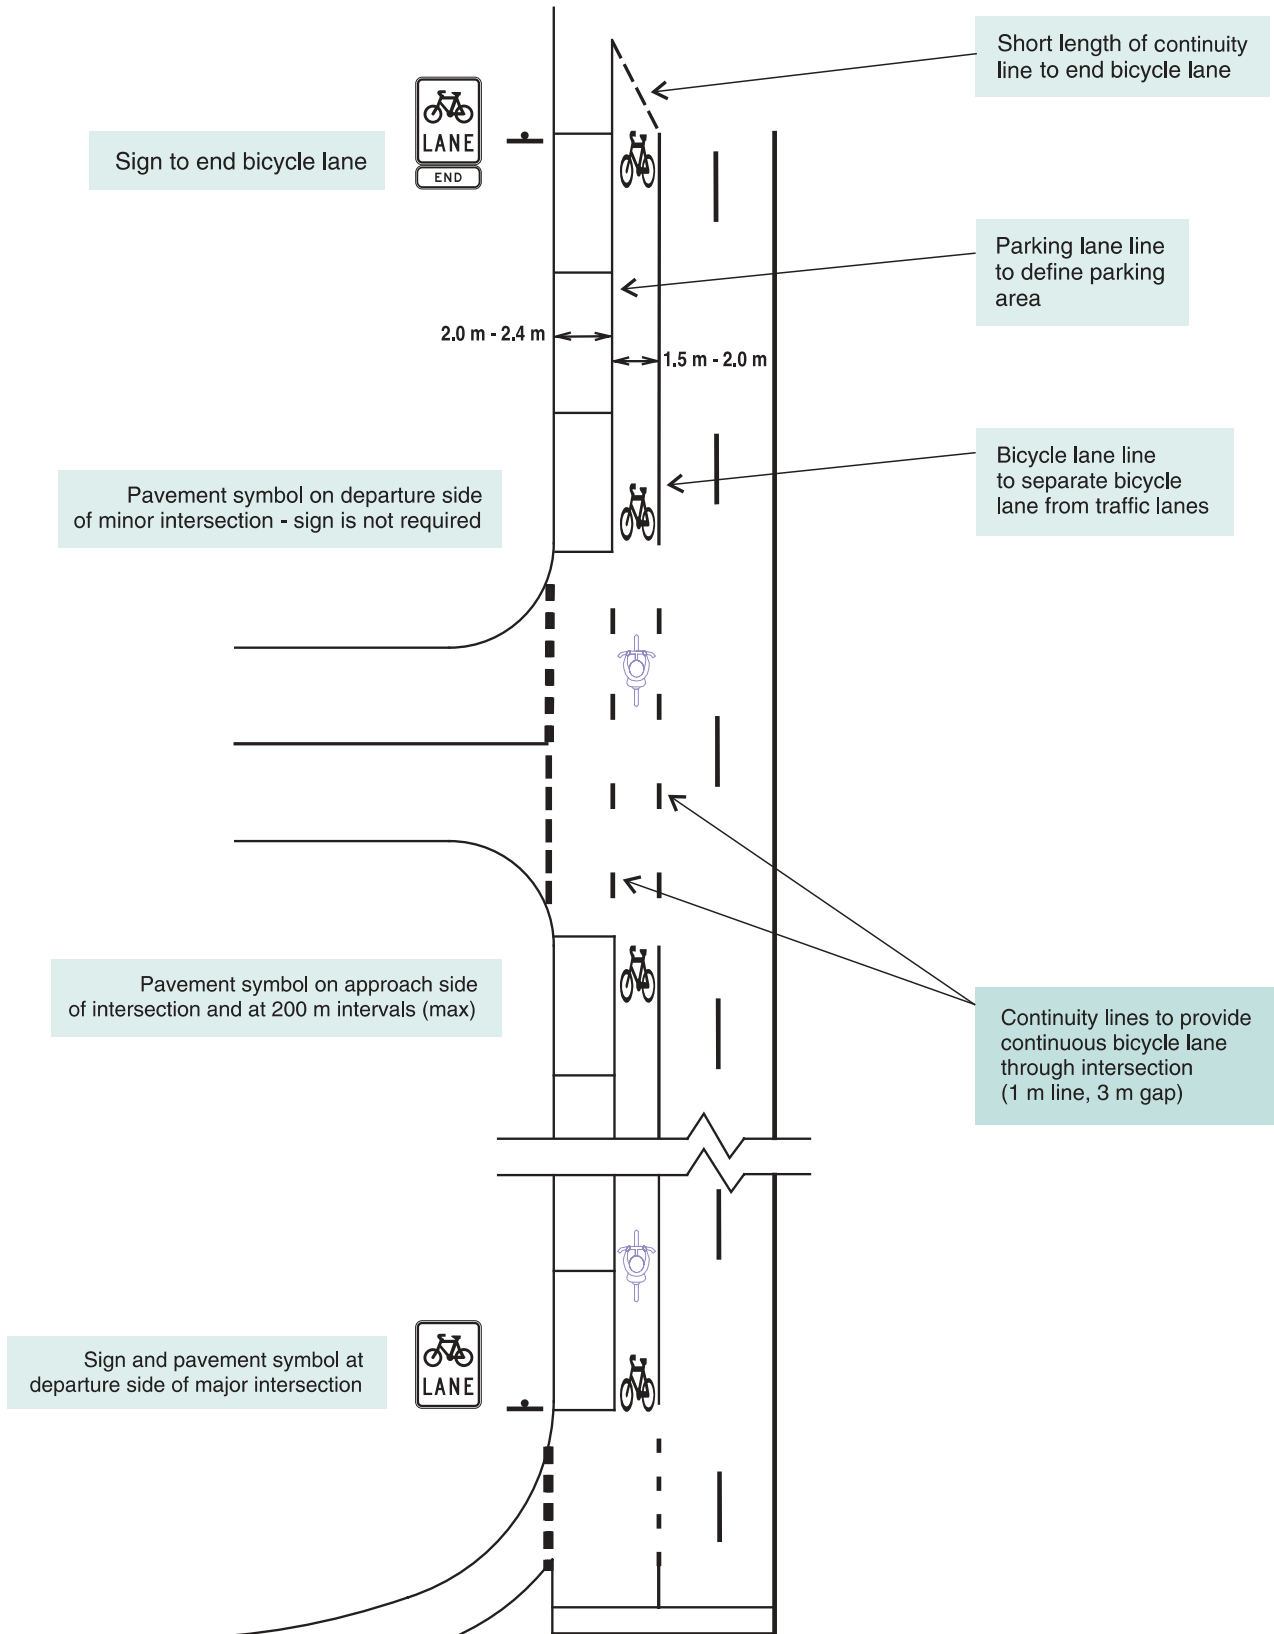 Short length of continuity
line to end bicycle lane
LANE
END
Sign to end bicycle lane
Parking lane line
to define parking
area
2.0 m - 2.4 m
1.5 m - 2.0 m
Bicycle lane line
to separate bicycle
lane from traffic lanes
Pavement symbol on departure side
of minor intersection - sign is not required
Pavement symbol on approach side
of intersection and at 200 m intervals (max)
Continuity lines to provide
continuous bicycle lane
through intersection
(1 m line, 3 m gap)
Sign and pavement symbol at
departure side of major intersection
LANE